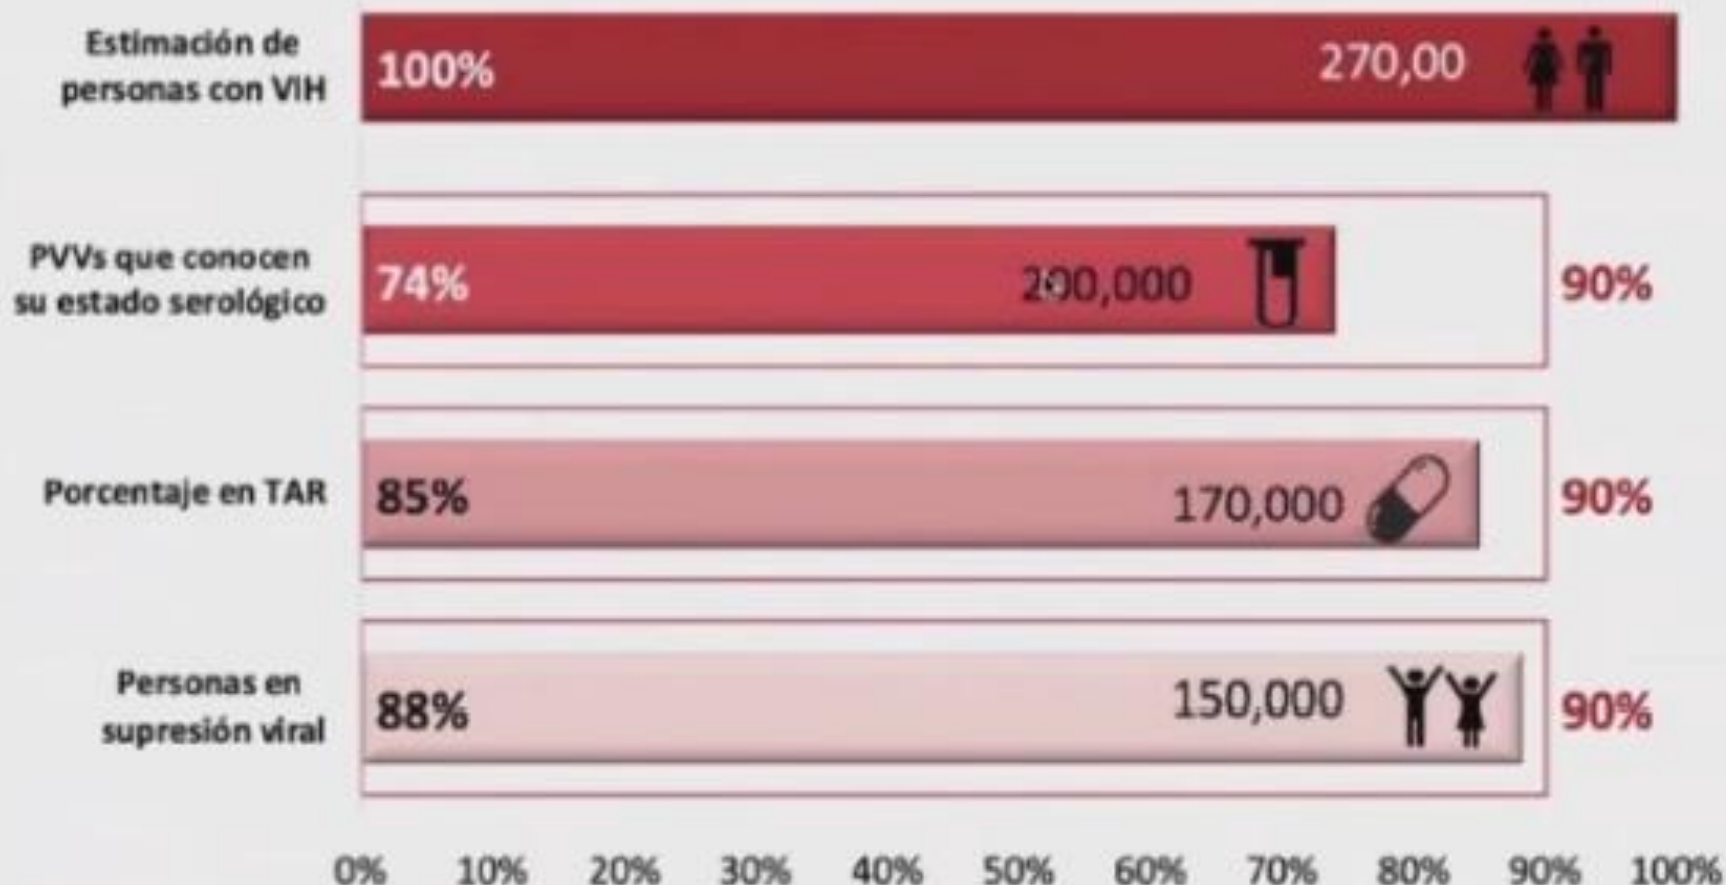 Estimación de
personas con VIH
100%
270,00
PVVs que conocen
su estado serológico
74%
200,000
90%
Porcentaje en TAR
85%
170,000
90%
Personas en
supresión viral
88%
150,000
90%
0% 10% 20% 30% 40% 50% 60% 70% 80% 90% 100%